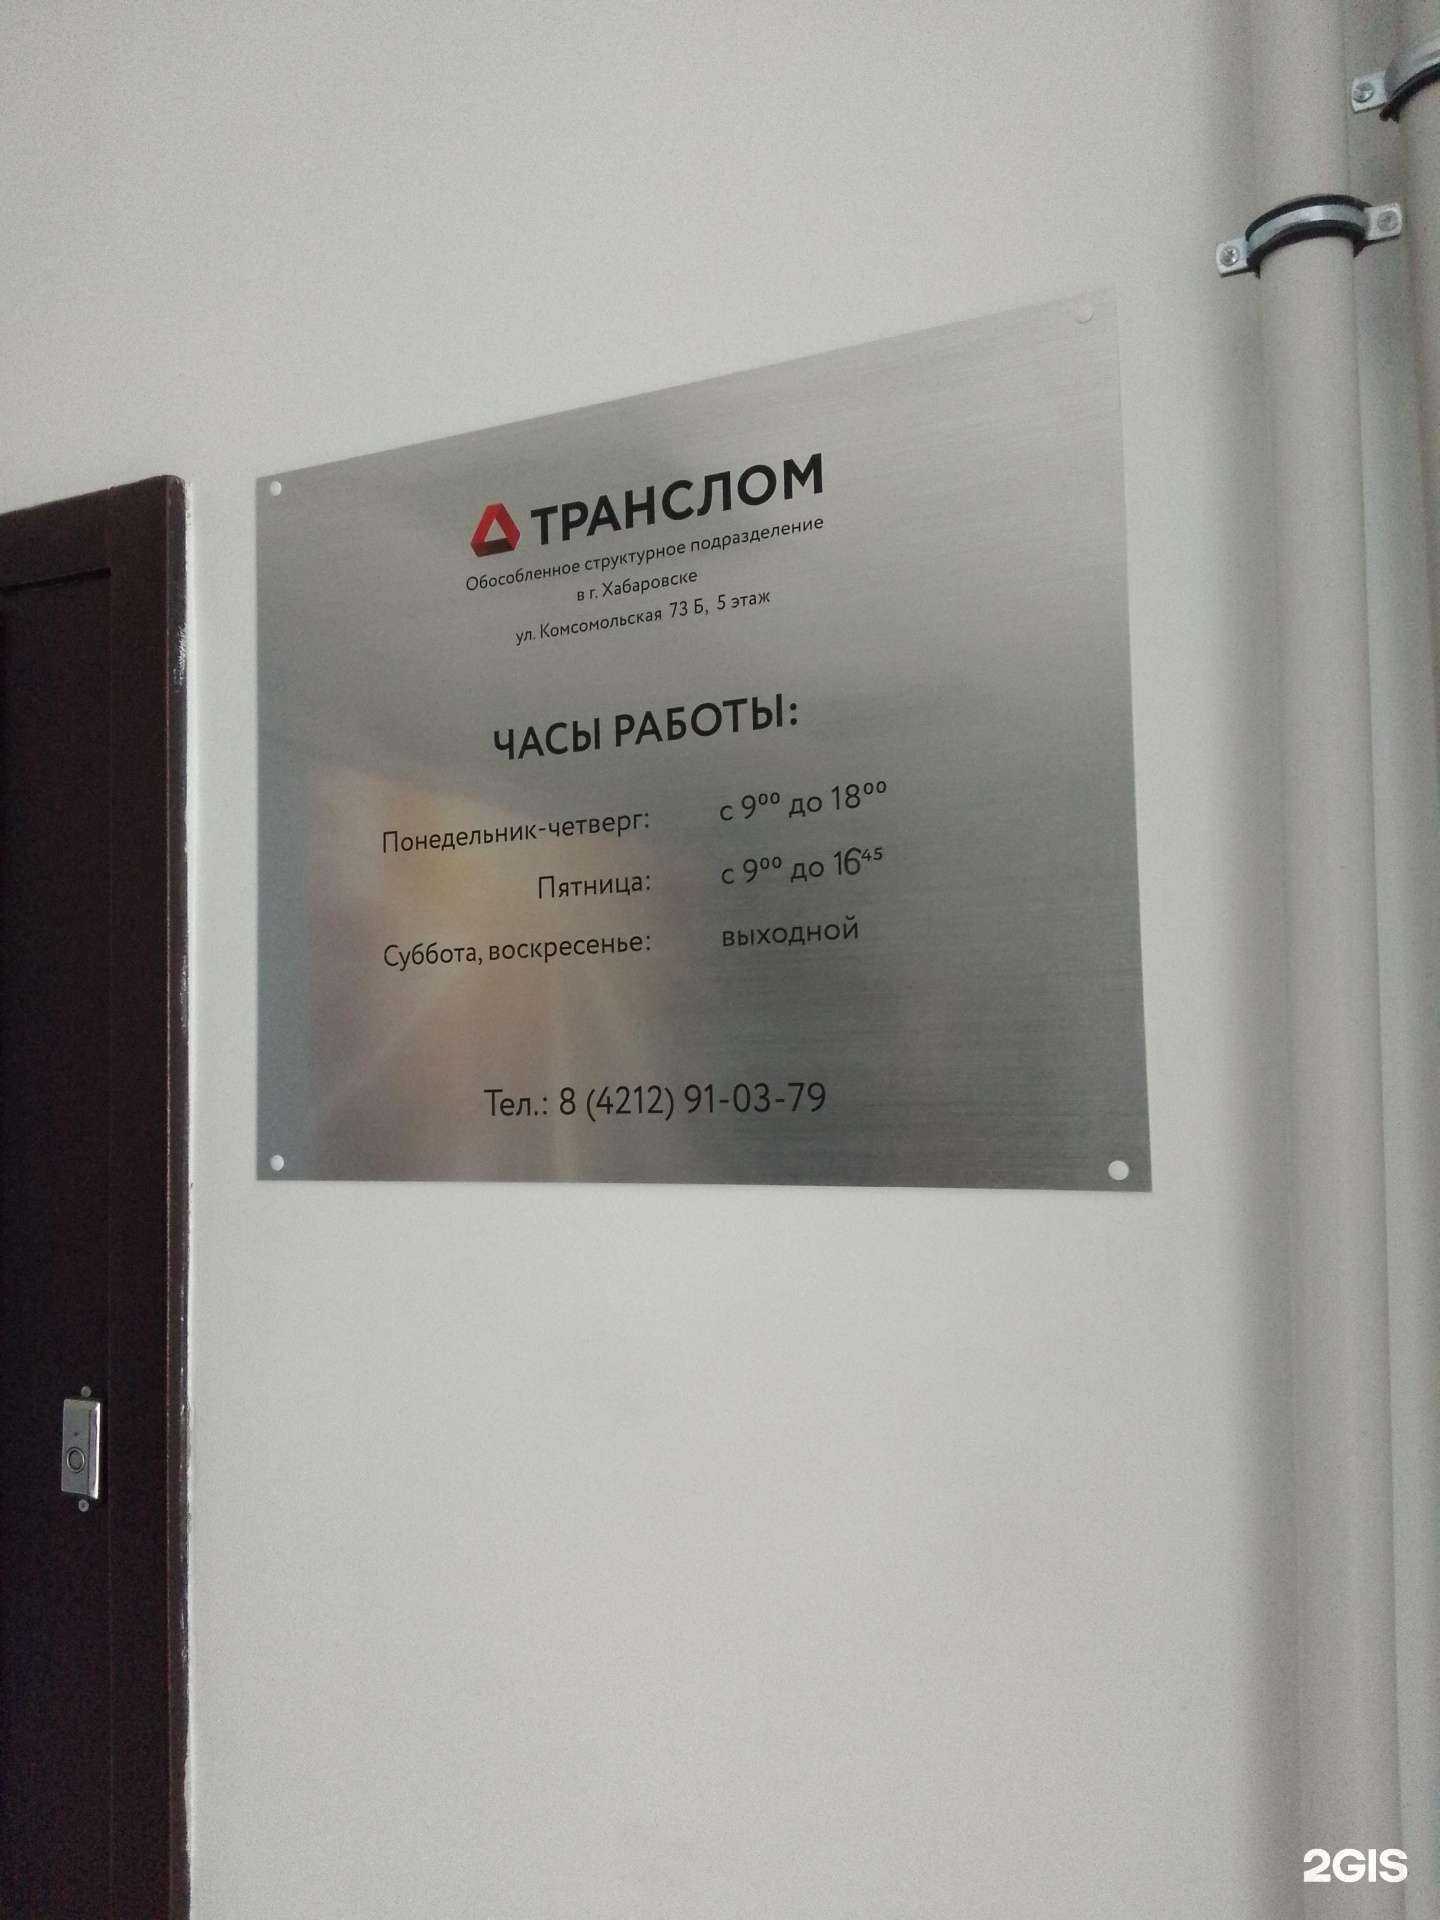 ТРАНСЛОМ
Обособленное структурное подразделение
в г. Хабаровске
ул. Комсомольская 73 Б, 5 этаж
ЧАСЫ РАБОТЫ:
Понедельник-четверг: с 9⁰⁰ до 18⁰⁰
Пятница: с 9⁰⁰ до 16⁴⁵
Суббота, воскресенье: выходной
Тел.: 8 (4212) 91-03-79
2GIS